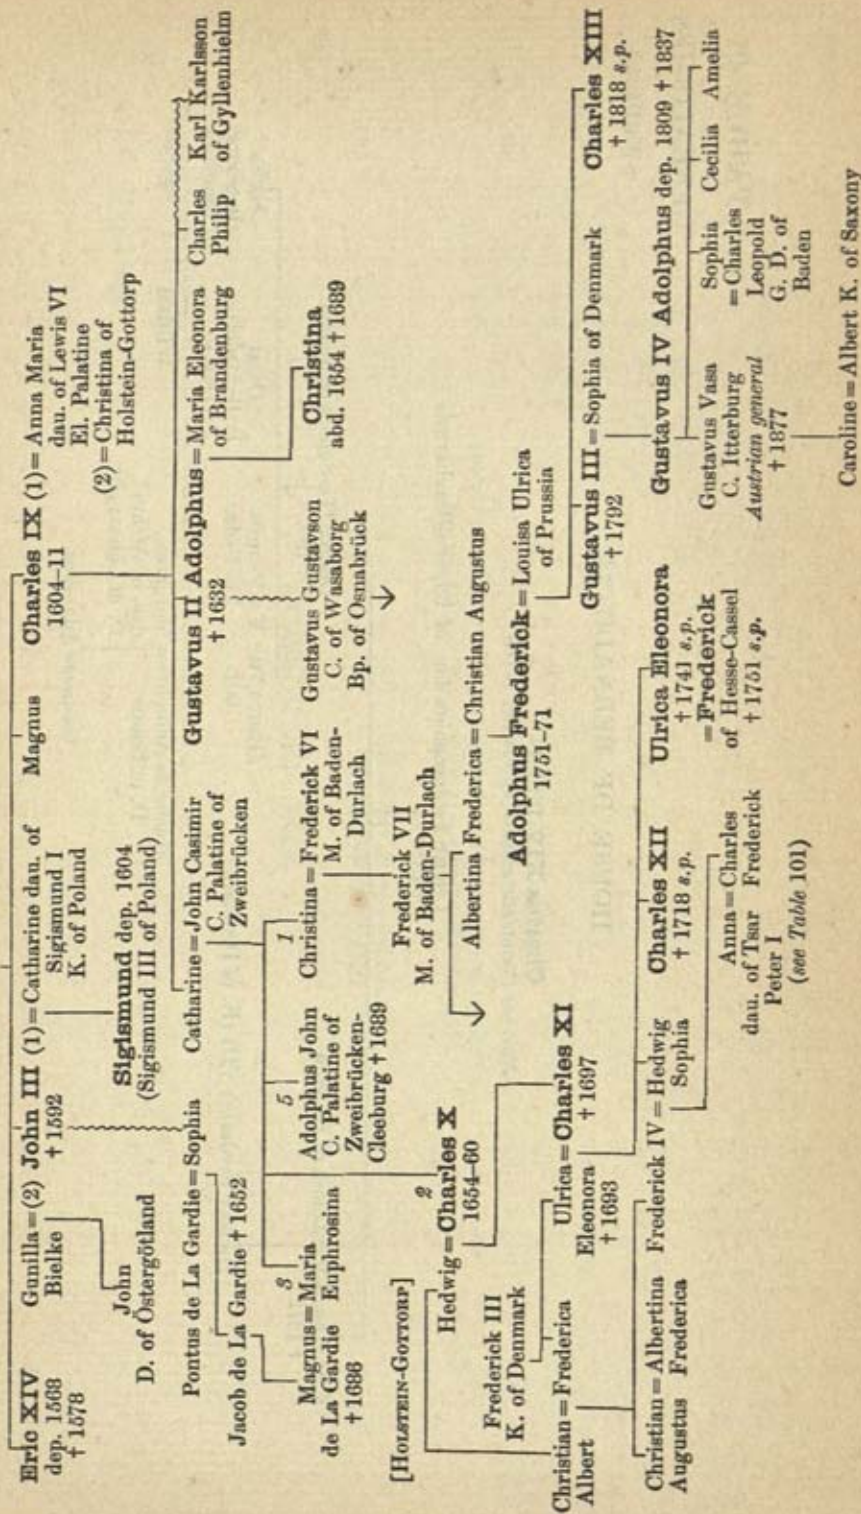 Eric XIV
dep. 1568
† 1578
Gunilla = (2)
Bielke
John III (1) = Catharine dau. of
† 1592
Sigismund I
K. of Poland
Magnus
Charles IX (1) = Anna Maria
1604-11
dau. of Lewis VI
El. Palatine
(2) = Christina of
Holstein-Gottorp
John
D. of Östergötland
Sigismund dep. 1604
(Sigismund III of Poland)
Pontus de La Gardie = Sophia
Catharine = John Casimir
C. Palatine of
Zweibrücken
Gustavus II Adolphus = Maria Eleonora
† 1632
of Brandenburg
Charles
Philip
Karl Karlsson
of Gyllenhielm
Jacob de La Gardie † 1652
Gustavus Gustavson
C. of Wasaborg
Bp. of Osnabrück
Christina
abd. 1654 † 1689
3
Magnus = Maria
de La Gardie Euphrosina
† 1686
5
Adolphus John
C. Palatine of
Zweibrücken-
Cleeburg † 1689
1
Christina = Frederick VI
M. of Baden-
Durlach
[HOLSTEIN-GOTTORP]
2
Hedwig = Charles X
1654-60
Frederick VII
M. of Baden-Durlach
Frederick III
K. of Denmark
Albertina Frederica = Christian Augustus
Christian = Frederica
Albert
Ulrica = Charles XI
Eleonora † 1697
† 1693
Adolphus Frederick = Louisa Ulrica
1751-71
of Prussia
Christian = Albertina
Augustus Frederica
Frederick IV = Hedwig
Sophia
Charles XII
† 1718 s.p.
Ulrica Eleonora
† 1741 s.p.
= Frederick
of Hesse-Cassel
† 1751 s.p.
Gustavus III = Sophia of Denmark
† 1792
Charles XIII
† 1818 s.p.
Anna = Charles
dau. of Tsar Frederick
Peter I
(see Table 101)
Gustavus IV Adolphus dep. 1809 † 1837
Gustavus Vasa
C. Itterburg
Austrian general
† 1877
Sophia
= Charles
Leopold
G. D. of
Baden
Cecilia
Amelia
Caroline = Albert K. of Saxony